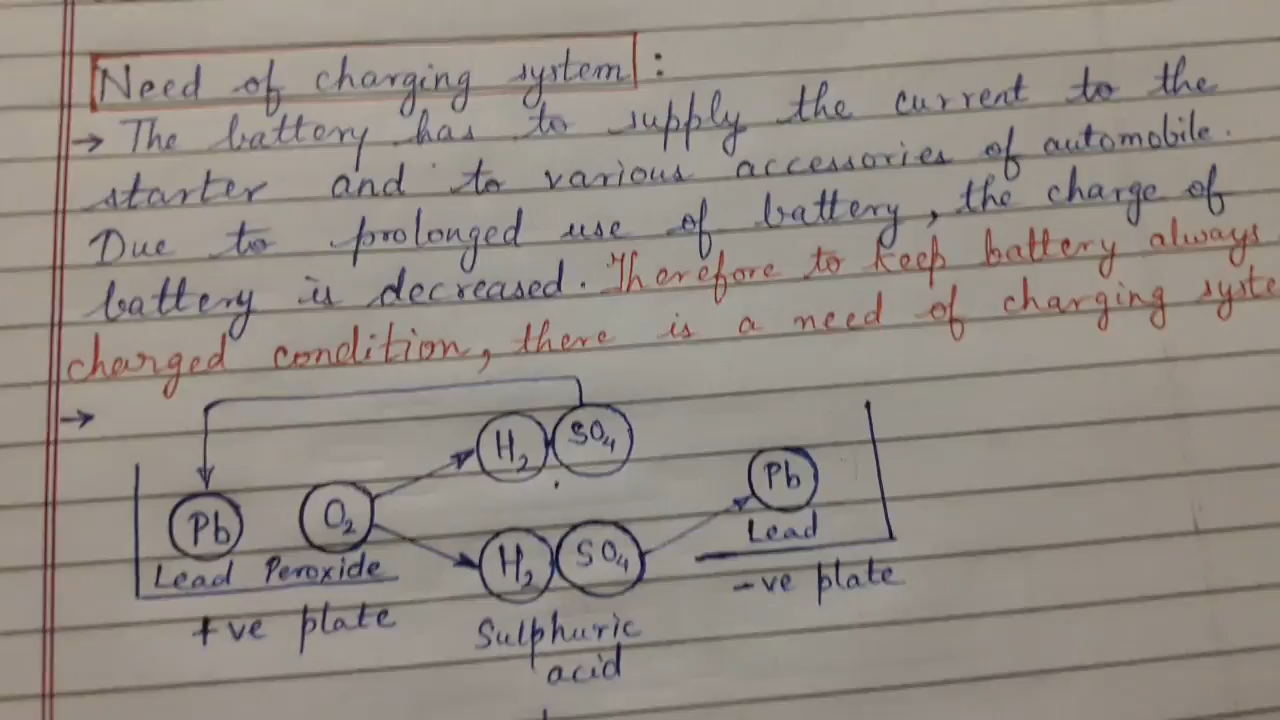 Need of charging system :
→ The battery has to supply the current to the
starter and to various accessories of automobile.
Due to prolonged use of battery, the charge of
battery is decreased. Therefore to keep battery always
charged condition, there is a need of charging syste
→
H₂ SO₄
Pb O₂ Pb
Lead Peroxide H₂ SO₄ Lead
+ve plate -ve plate
Sulphuric
acid